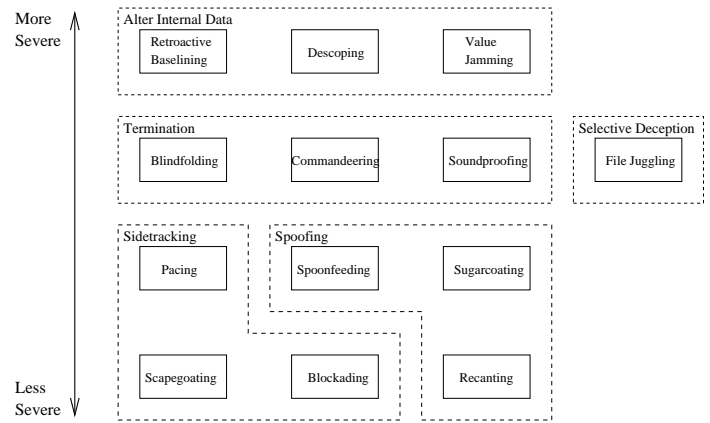 More
Severe
Alter Internal Data
Retroactive
Baselining
Descoping
Value
Jamming
Termination
Blindfolding
Commandeering
Soundproofing
Selective Deception
File Juggling
Sidetracking
Pacing
Spoofing
Spoonfeeding
Sugarcoating
Scapegoating
Blockading
Recanting
Less
Severe